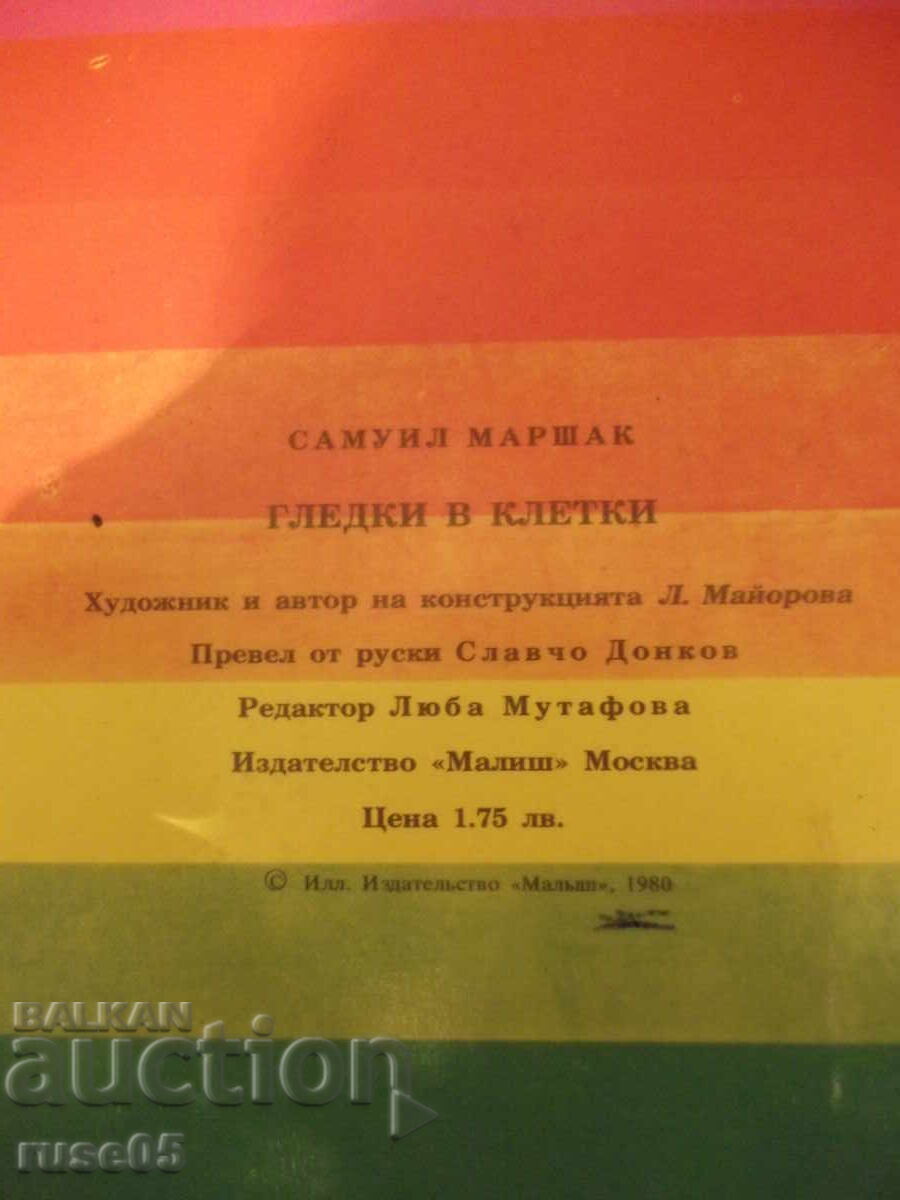 САМУИЛ МАРШАК
ГЛЕДКИ В КЛЕТКИ
Художник и автор на конструкцията Л. Майорова
Превел от руски Славчо Донков
Редактор Люба Мутафова
Издателство «Малиш» Москва
Цена 1.75 лв.
© Илл. Издательство «Малыш», 1980
BALKAN
auction
ruse05